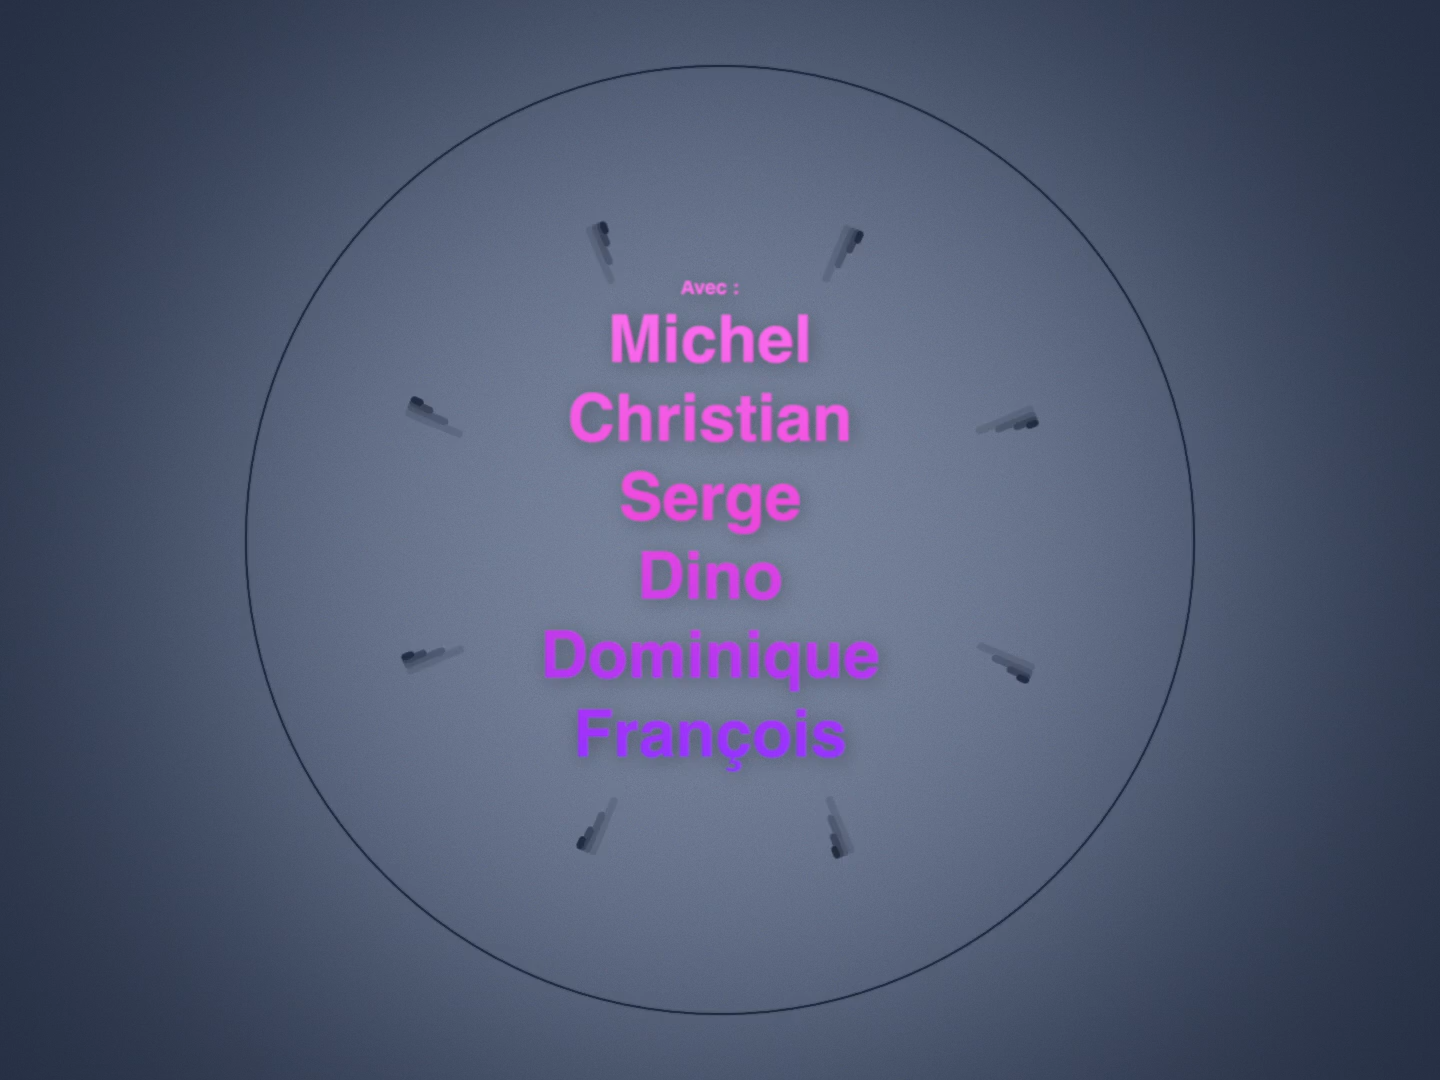 Avec :
Michel
Christian
Serge
Dino
Dominique
François